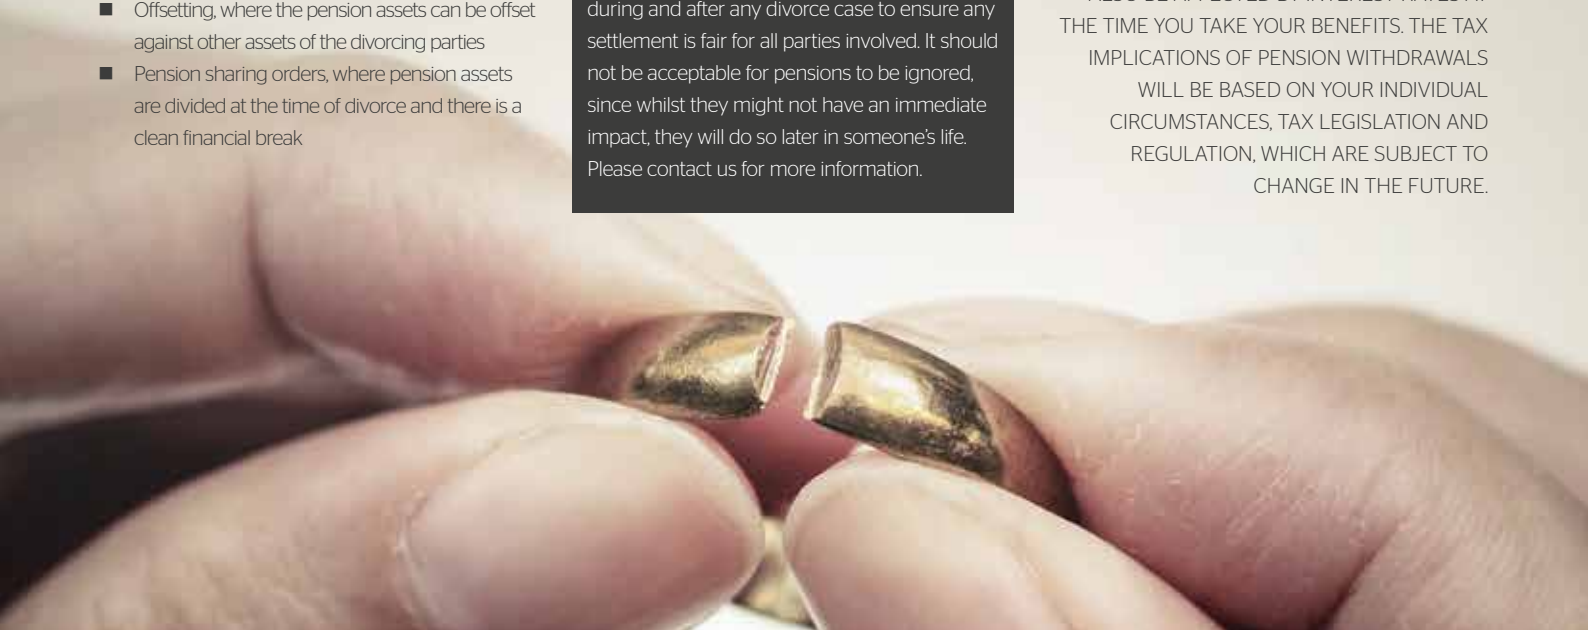 Offsetting, where the pension assets can be offset
against other assets of the divorcing parties
Pension sharing orders, where pension assets
are divided at the time of divorce and there is a
clean financial break
during and after any divorce case to ensure any
settlement is fair for all parties involved. It should
not be acceptable for pensions to be ignored,
since whilst they might not have an immediate
impact, they will do so later in someone's life.
Please contact us for more information.
THE TIME YOU TAKE YOUR BENEFITS. THE TAX
IMPLICATIONS OF PENSION WITHDRAWALS
WILL BE BASED ON YOUR INDIVIDUAL
CIRCUMSTANCES, TAX LEGISLATION AND
REGULATION, WHICH ARE SUBJECT TO
CHANGE IN THE FUTURE.